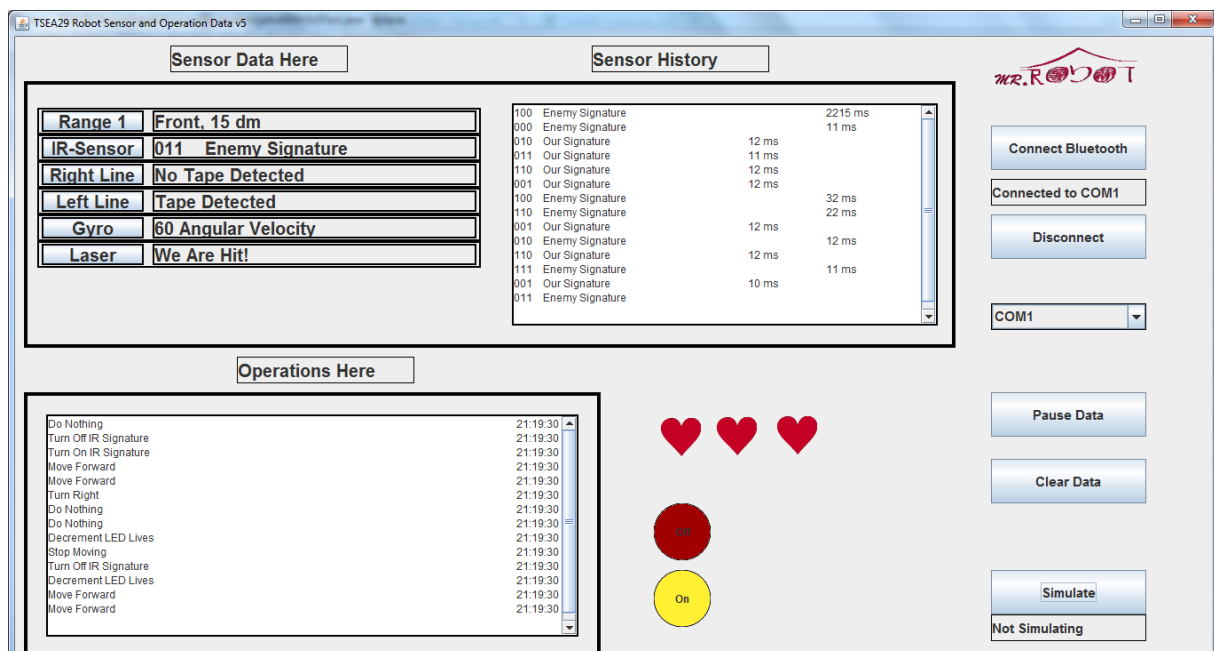 TSEA29 Robot Sensor and Operation Data v5
Sensor Data Here
Sensor History
MR.ROBOT
Range 1 Front, 15 dm
IR-Sensor 011 Enemy Signature
Right Line No Tape Detected
Left Line Tape Detected
Gyro 60 Angular Velocity
Laser We Are Hit!
100 Enemy Signature 2215 ms
000 Enemy Signature 11 ms
010 Our Signature 12 ms
011 Our Signature 11 ms
110 Our Signature 12 ms
001 Our Signature 12 ms
100 Enemy Signature 32 ms
110 Enemy Signature 22 ms
001 Our Signature 12 ms
010 Enemy Signature 12 ms
110 Our Signature 12 ms
111 Enemy Signature 11 ms
001 Our Signature 10 ms
011 Enemy Signature
Connect Bluetooth
Connected to COM1
Disconnect
COM1
Operations Here
Do Nothing 21:19:30
Turn Off IR Signature 21:19:30
Turn On IR Signature 21:19:30
Move Forward 21:19:30
Move Forward 21:19:30
Turn Right 21:19:30
Do Nothing 21:19:30
Do Nothing 21:19:30
Decrement LED Lives 21:19:30
Stop Moving 21:19:30
Turn Off IR Signature 21:19:30
Decrement LED Lives 21:19:30
Move Forward 21:19:30
Move Forward 21:19:30
Off
On
Pause Data
Clear Data
Simulate
Not Simulating